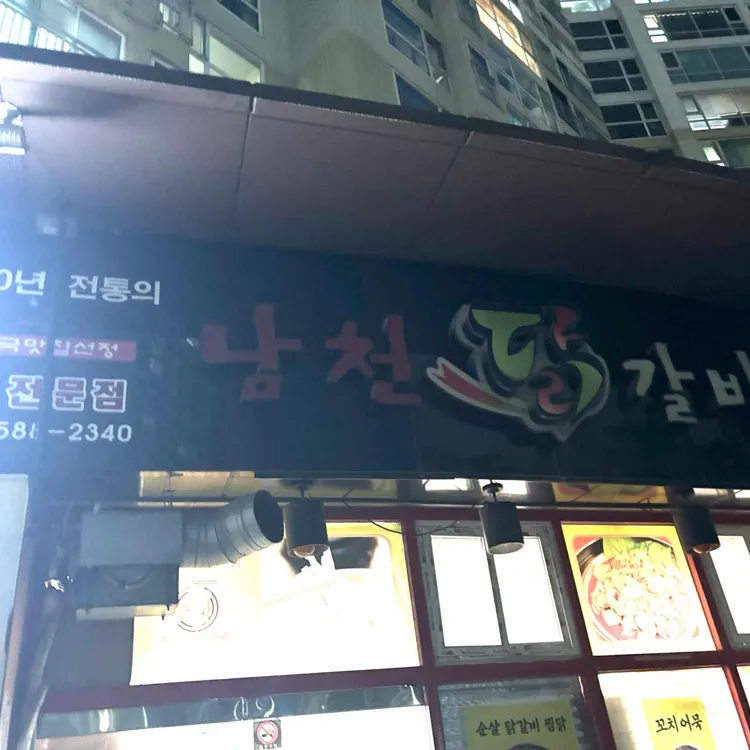 0년 전통의
국맛집선정
전문점
588-2340
남천 닭갈비
순살 닭갈비 찜닭
꼬치어묵